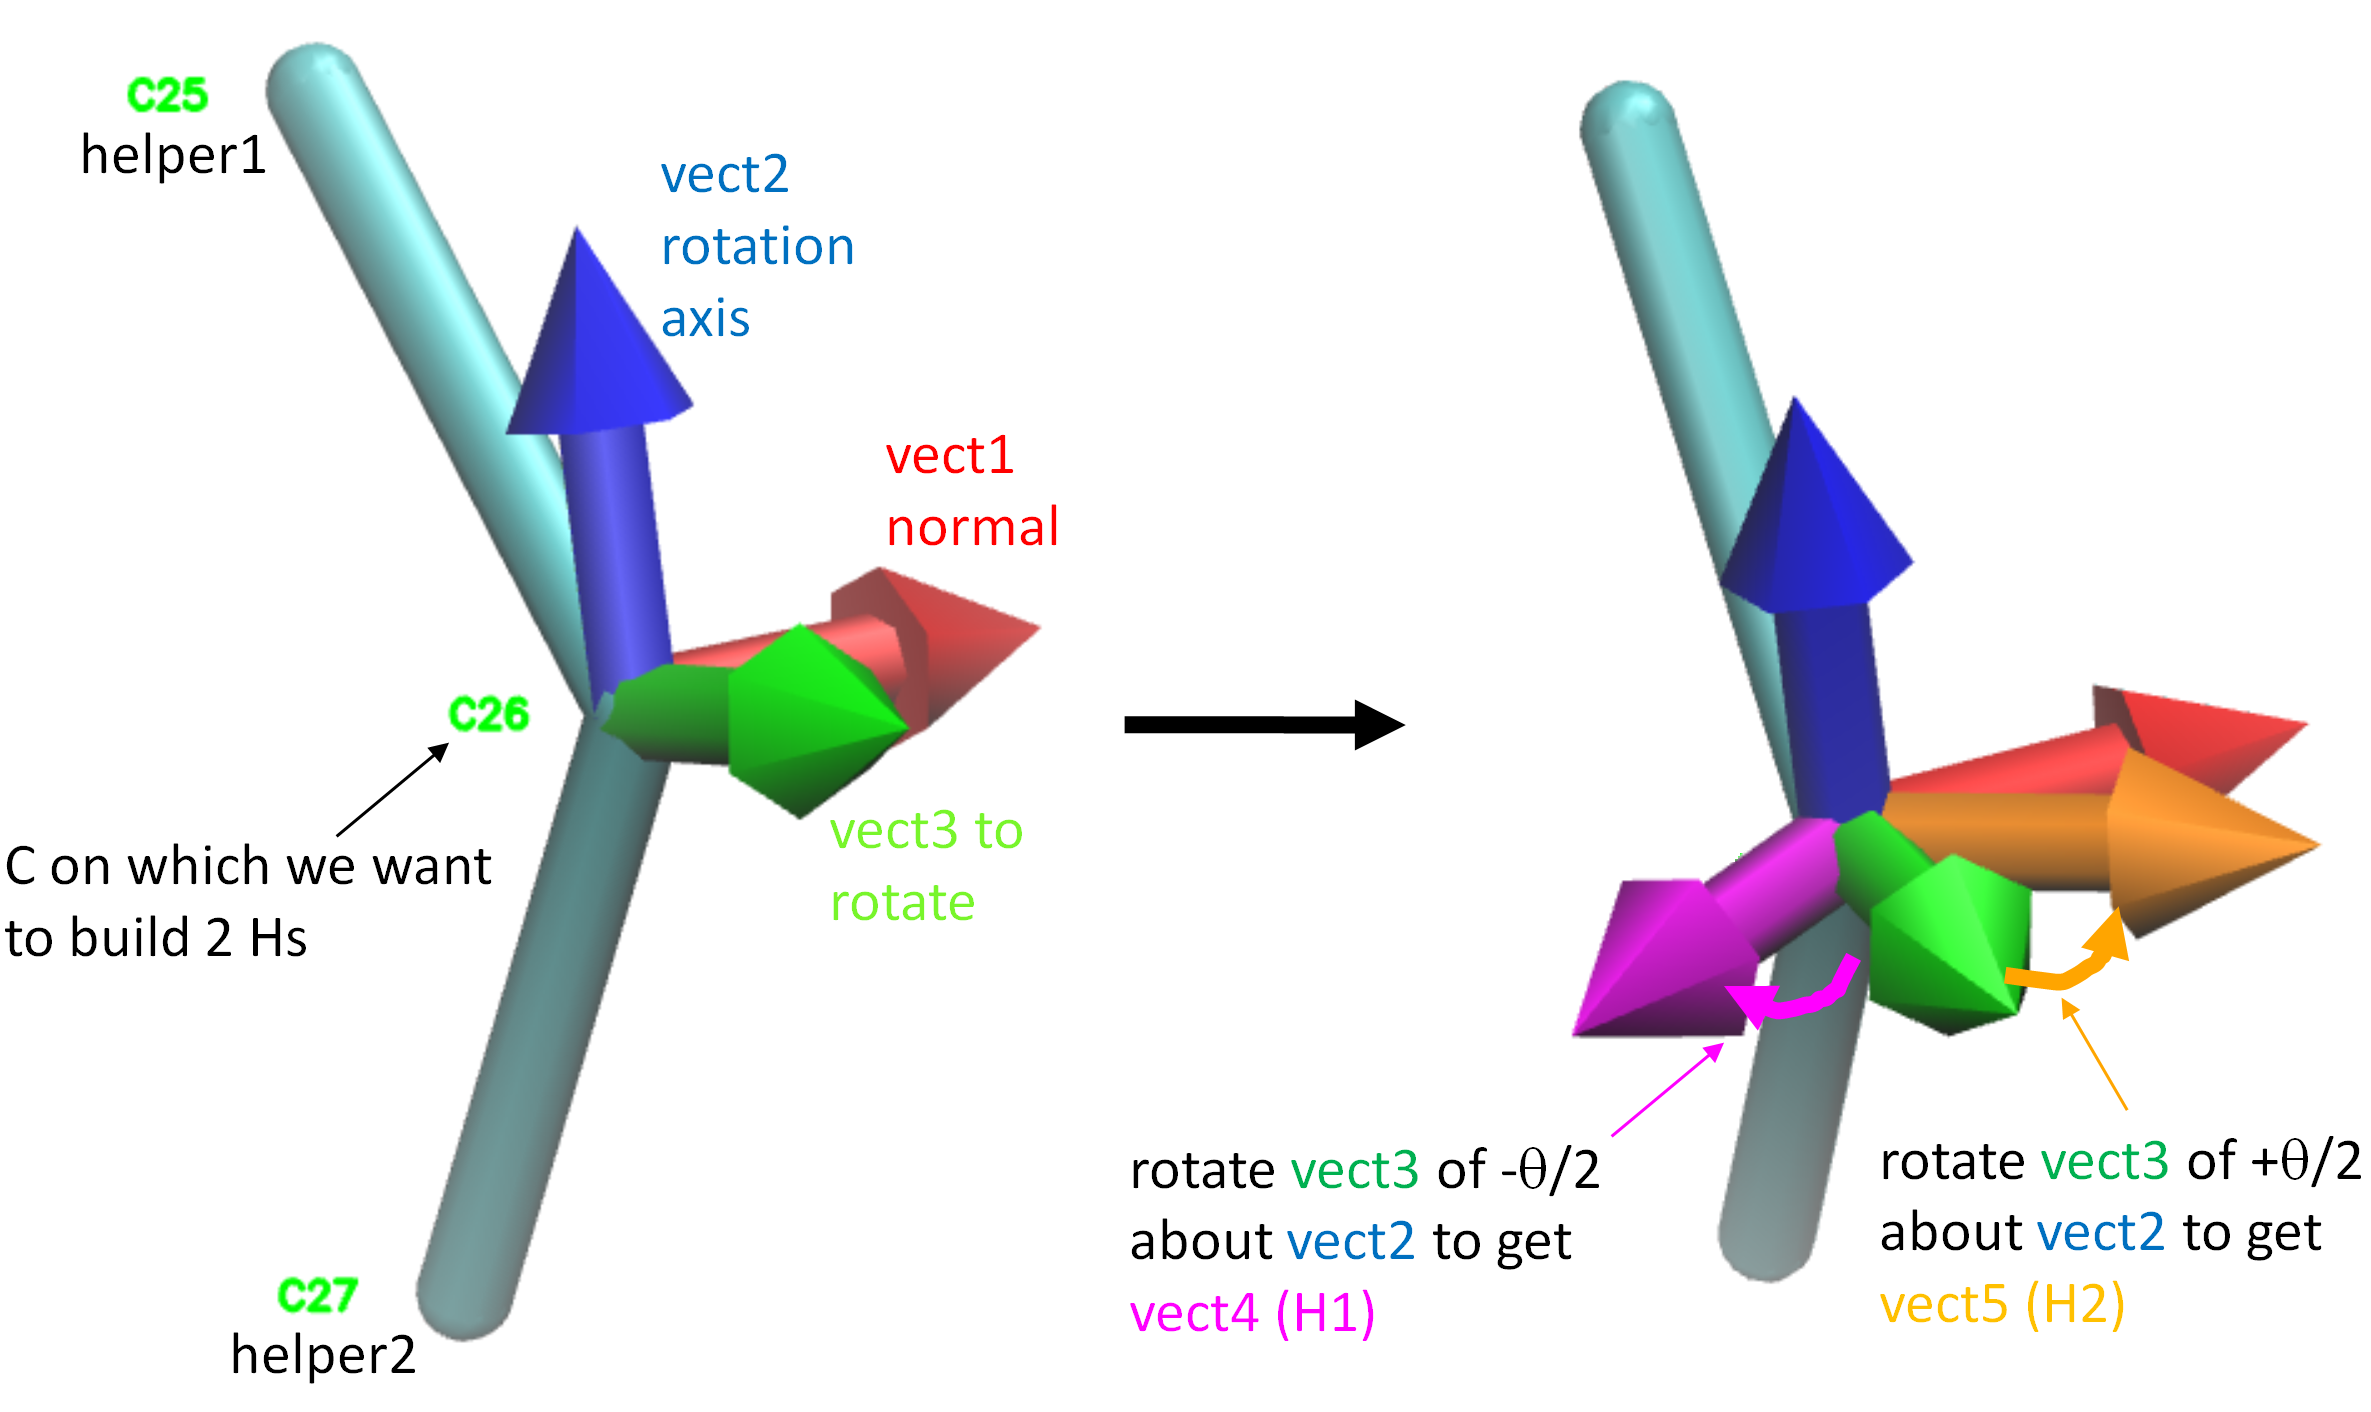 C25
helper1
vect2
rotation
axis
vect1
normal
C26
vect3 to
rotate
C on which we want
to build 2 Hs
C27
helper2
rotate vect3 of -θ/2
about vect2 to get
vect4 (H1)
rotate vect3 of +θ/2
about vect2 to get
vect5 (H2)